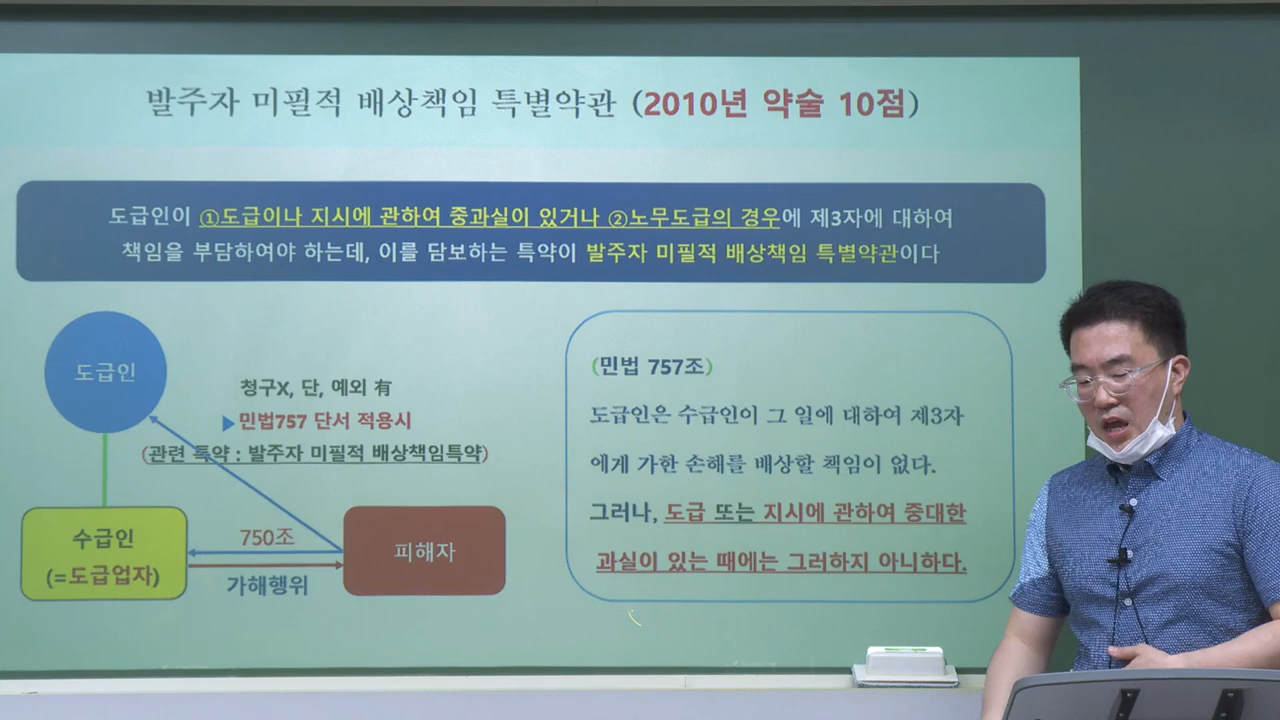 발주자 미필적 배상책임 특별약관 (2010년 약술 10점)
도급인이 ①도급이나 지시에 관하여 중과실이 있거나 ②노무도급의 경우에 제3자에 대하여
책임을 부담하여야 하는데, 이를 담보하는 특약이 발주자 미필적 배상책임 특별약관이다
도급인
청구X, 단, 예외 有
▶민법757 단서 적용시
(관련 특약 : 발주자 미필적 배상책임특약)
수급인
(=도급업자)
750조
가해행위
피해자
(민법 757조)
도급인은 수급인이 그 일에 대하여 제3자
에게 가한 손해를 배상할 책임이 없다.
그러나, 도급 또는 지시에 관하여 중대한
과실이 있는 때에는 그러하지 아니하다.